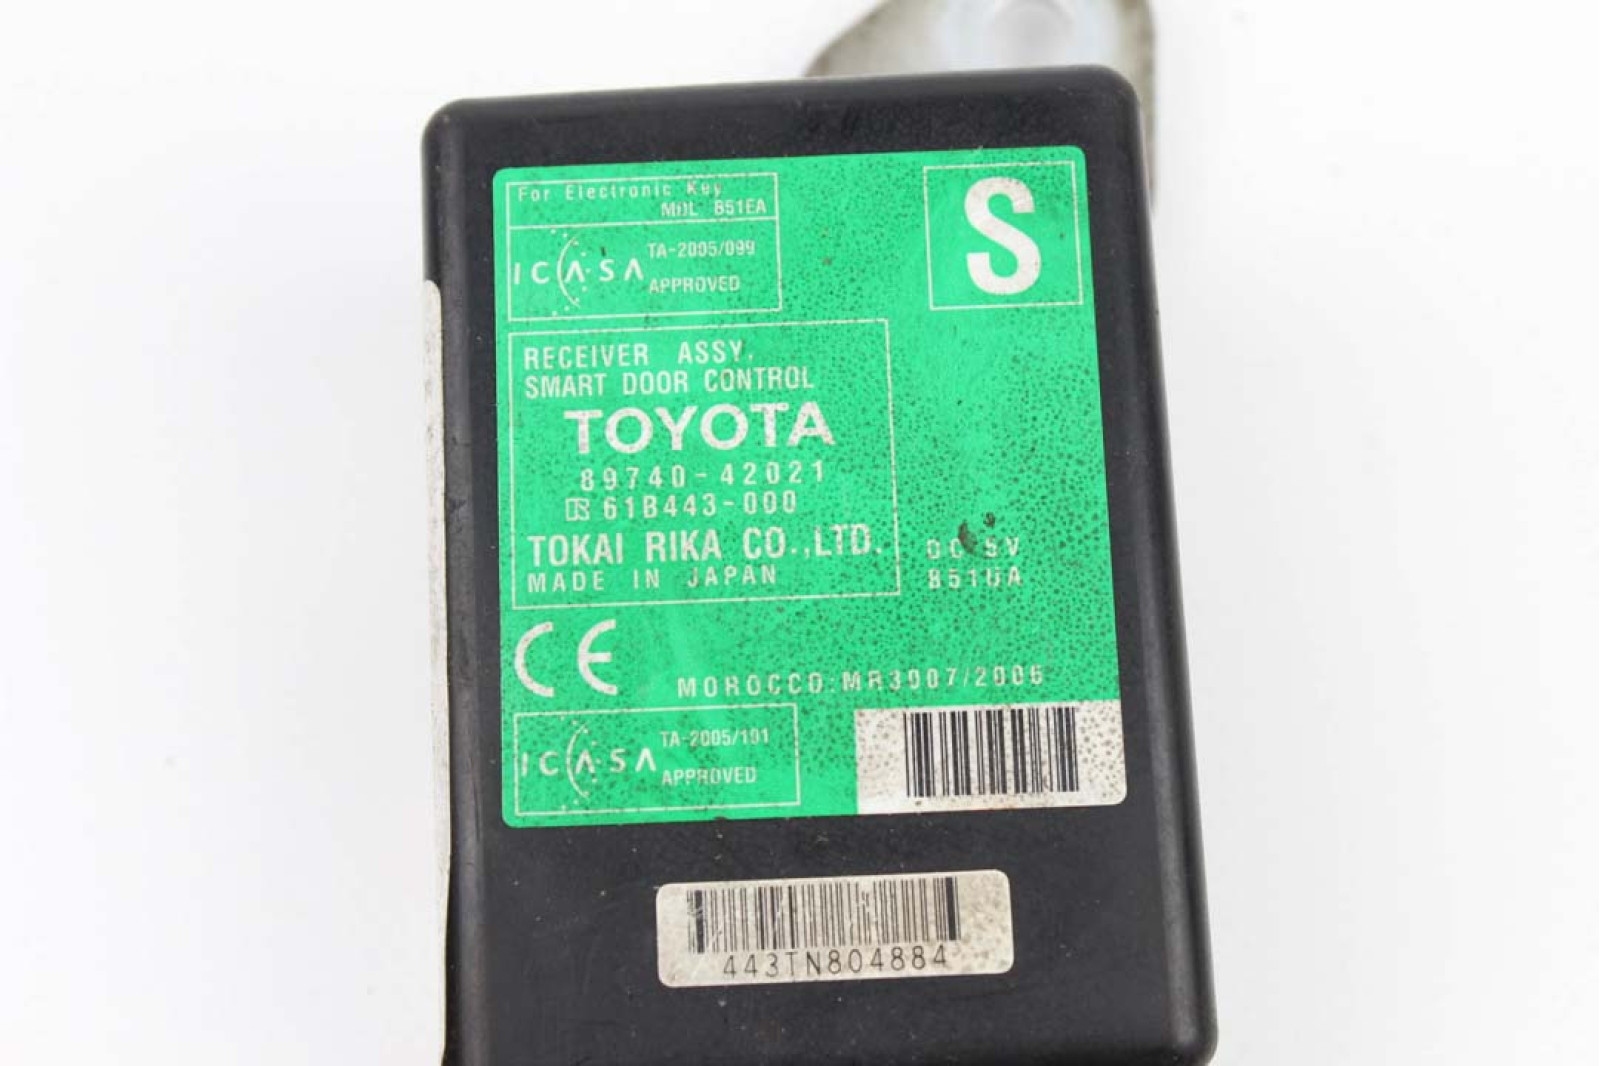 For Electronic Key
MDL B51EA
S
ICASA
TA-2005/099
APPROVED
RECEIVER ASSY,
SMART DOOR CONTROL
TOYOTA
89740-42021
61B443-000
TOKAI RIKA CO.,LTD.
MADE IN JAPAN
DC 5V
B51UA
CE
MOROCCO:MR3007/2006
ICASA
TA-2005/101
APPROVED
443TN804884